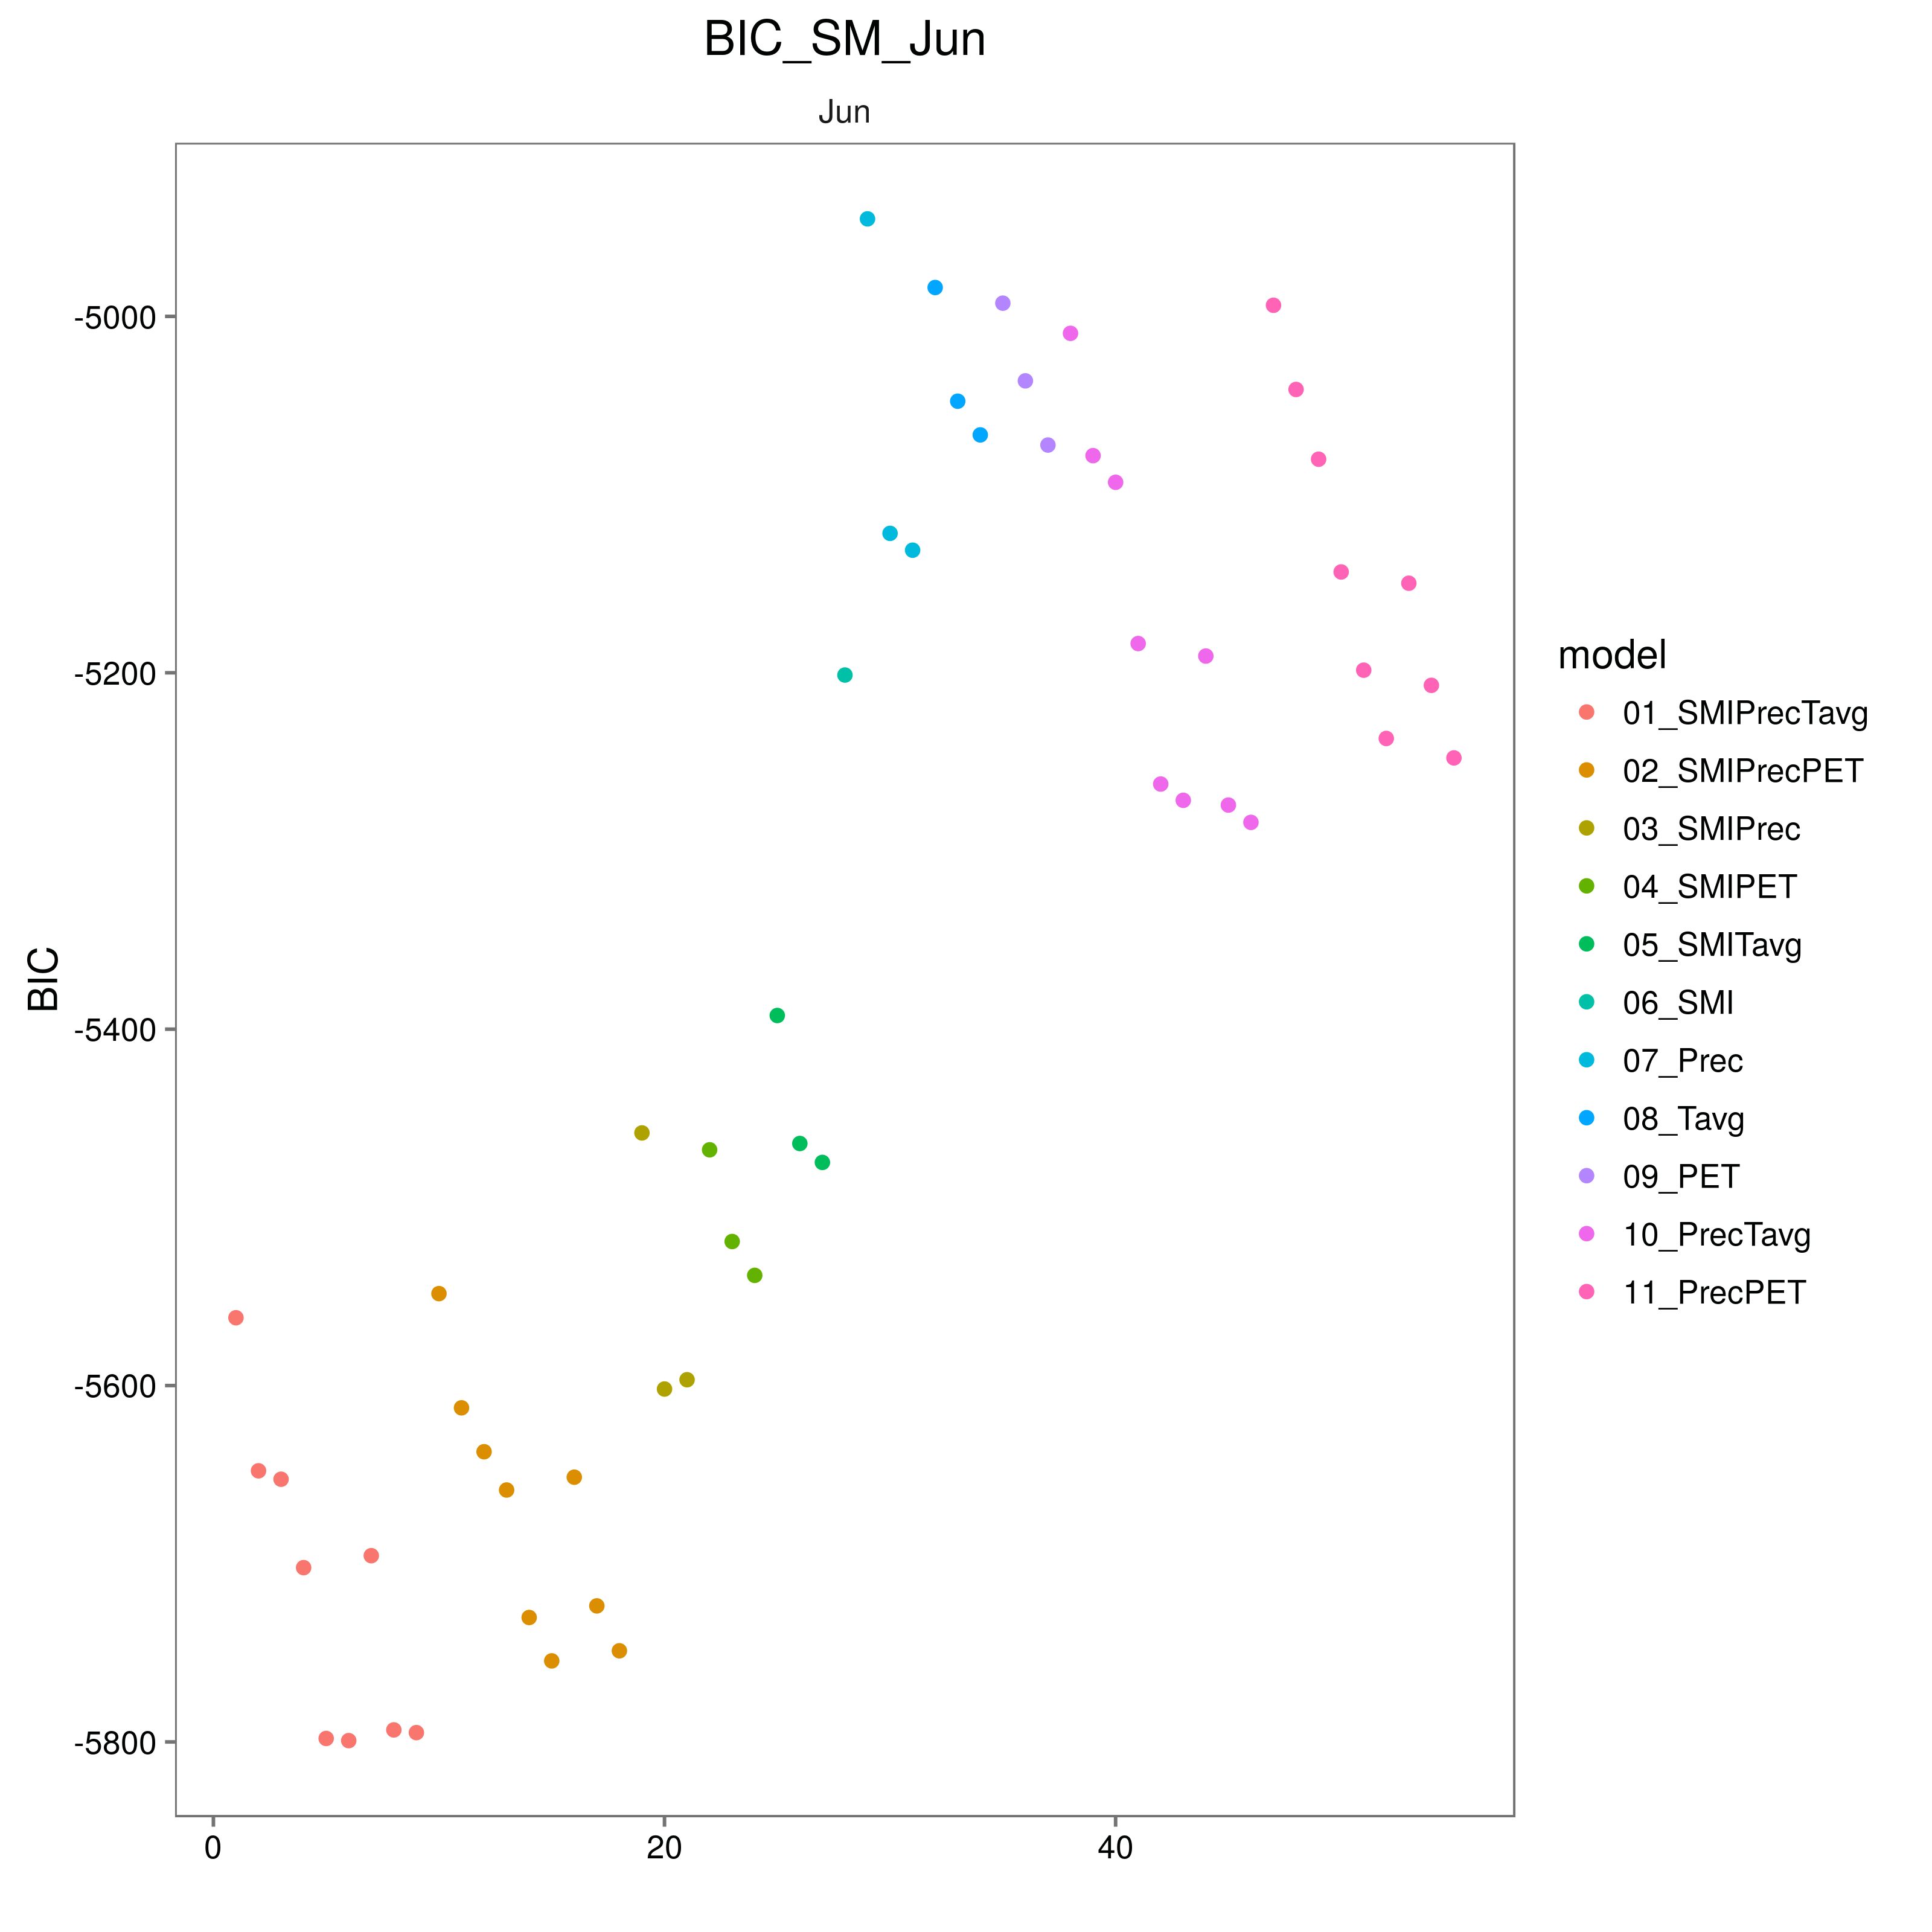 BIC_SM_Jun
Jun
BIC
-5000
-5200
-5400
-5600
-5800
0
20
40
model
01_SMIPrecTavg
02_SMIPrecPET
03_SMIPrec
04_SMIPET
05_SMITavg
06_SMI
07_Prec
08_Tavg
09_PET
10_PrecTavg
11_PrecPET